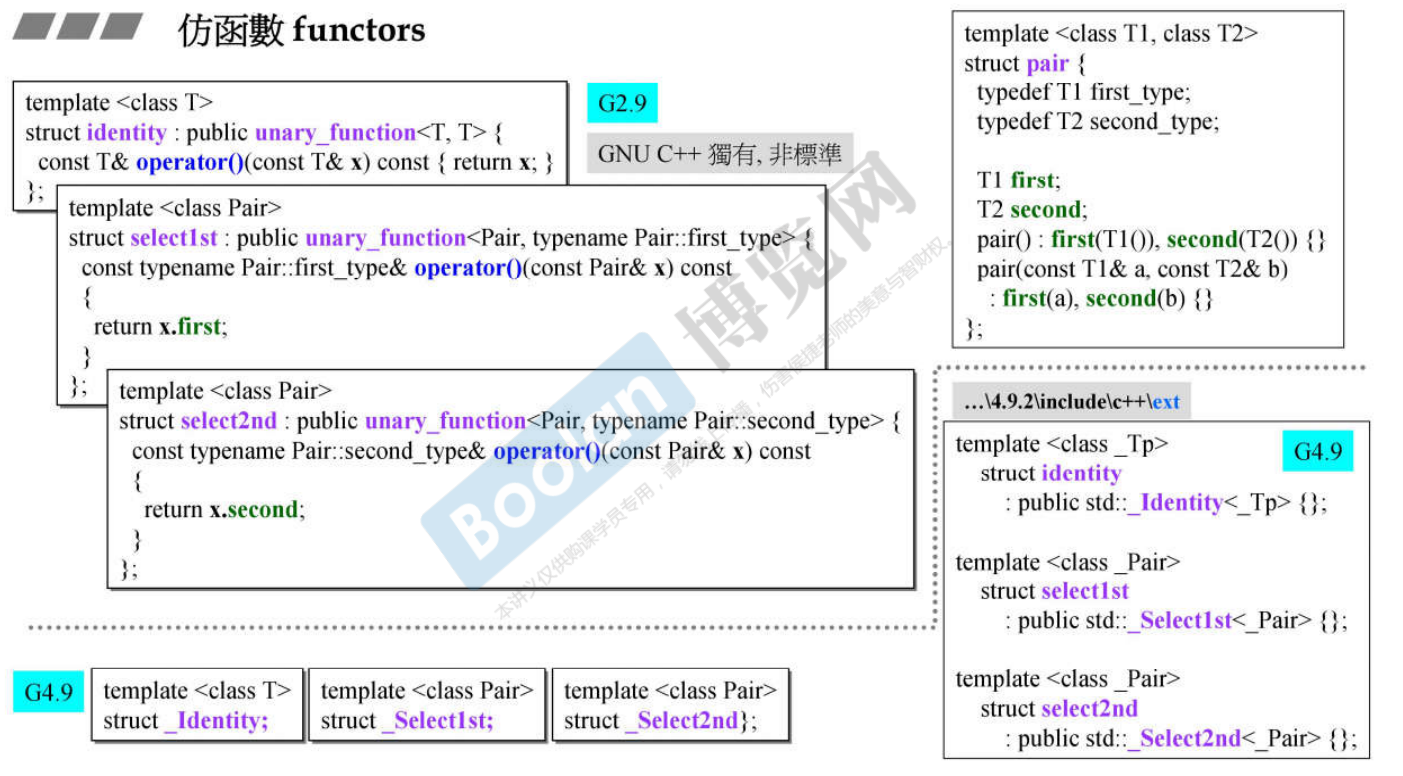 仿函數 functors
template <class T>
struct identity : public unary_function<T, T> {
const T& operator()(const T& x) const { return x; }
};
G2.9
GNU C++ 獨有, 非標準
template <class Pair>
struct select1st : public unary_function<Pair, typename Pair::first_type> {
const typename Pair::first_type& operator()(const Pair& x) const
{
return x.first;
}
};
template <class Pair>
struct select2nd : public unary_function<Pair, typename Pair::second_type> {
const typename Pair::second_type& operator()(const Pair& x) const
{
return x.second;
}
};
template <class T1, class T2>
struct pair {
typedef T1 first_type;
typedef T2 second_type;
T1 first;
T2 second;
pair() : first(T1()), second(T2()) {}
pair(const T1& a, const T2& b)
: first(a), second(b) {}
};
...\4.9.2\include\c++\ext
G4.9
template <class _Tp>
struct identity
: public std::_Identity<_Tp> {};
template <class _Pair>
struct select1st
: public std::_Select1st<_Pair> {};
template <class _Pair>
struct select2nd
: public std::_Select2nd<_Pair> {};
G4.9
template <class T>
struct _Identity;
template <class Pair>
struct _Select1st;
template <class Pair>
struct _Select2nd};
Boolan 博览网
本讲义仅供购课学员专用，请勿
伤害侯捷老师的美意与智财权。